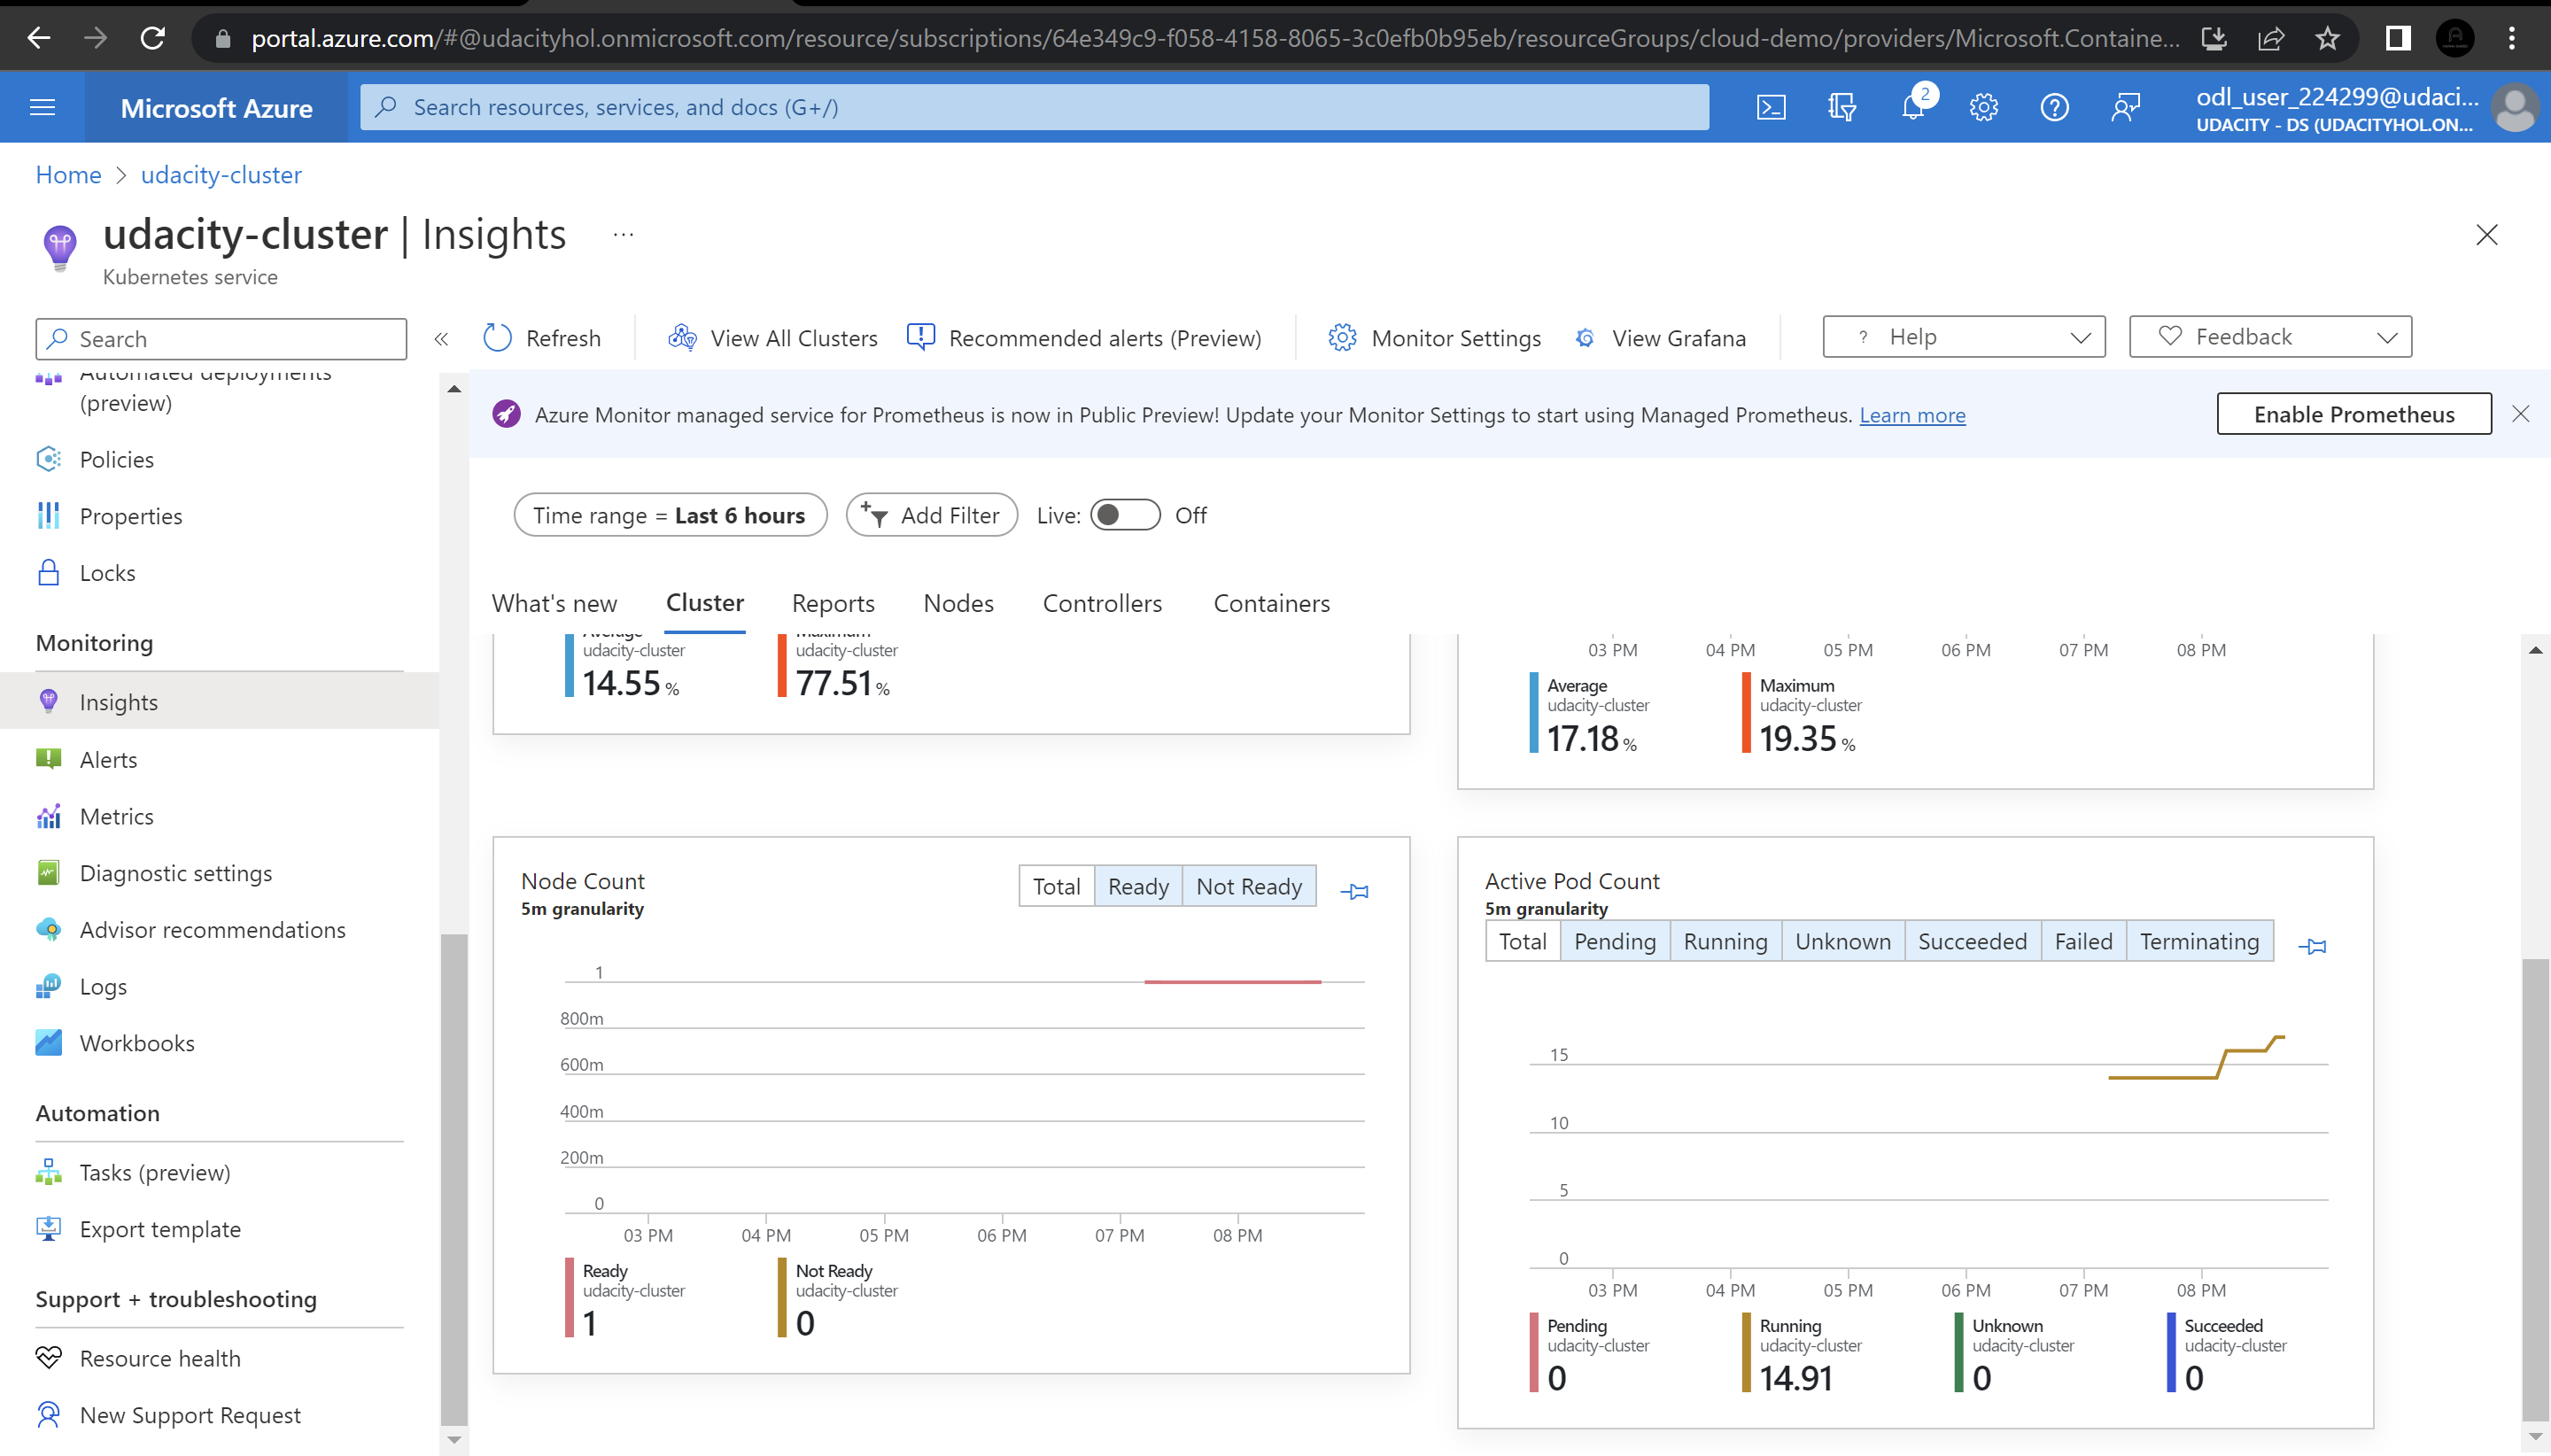 portal.azure.com/#@udacityhol.onmicrosoft.com/resource/subscriptions/64e349c9-f058-4158-8065-3c0efb0b95eb/resourceGroups/cloud-demo/providers/Microsoft.Containe...
Microsoft Azure
Search resources, services, and docs (G+/)
2
odl_user_224299@udaci...
UDACITY - DS (UDACITYHOL.ON...
Home > udacity-cluster
udacity-cluster | Insights ...
Kubernetes service
Search
«
Refresh
View All Clusters
Recommended alerts (Preview)
Monitor Settings
View Grafana
? Help
Feedback
Automated deployments
(preview)
Policies
Properties
Locks
Monitoring
Insights
Alerts
Metrics
Diagnostic settings
Advisor recommendations
Logs
Workbooks
Automation
Tasks (preview)
Export template
Support + troubleshooting
Resource health
New Support Request
Azure Monitor managed service for Prometheus is now in Public Preview! Update your Monitor Settings to start using Managed Prometheus. Learn more
Enable Prometheus
Time range = Last 6 hours
Add Filter
Live: Off
What's new
Cluster
Reports
Nodes
Controllers
Containers
Average
udacity-cluster
14.55 %
Maximum
udacity-cluster
77.51 %
03 PM 04 PM 05 PM 06 PM 07 PM 08 PM
Average
udacity-cluster
17.18 %
Maximum
udacity-cluster
19.35 %
Node Count
5m granularity
Total Ready Not Ready
1
800m
600m
400m
200m
0
03 PM 04 PM 05 PM 06 PM 07 PM 08 PM
Ready
udacity-cluster
1
Not Ready
udacity-cluster
0
Active Pod Count
5m granularity
Total Pending Running Unknown Succeeded Failed Terminating
15
10
5
0
03 PM 04 PM 05 PM 06 PM 07 PM 08 PM
Pending
udacity-cluster
0
Running
udacity-cluster
14.91
Unknown
udacity-cluster
0
Succeeded
udacity-cluster
0